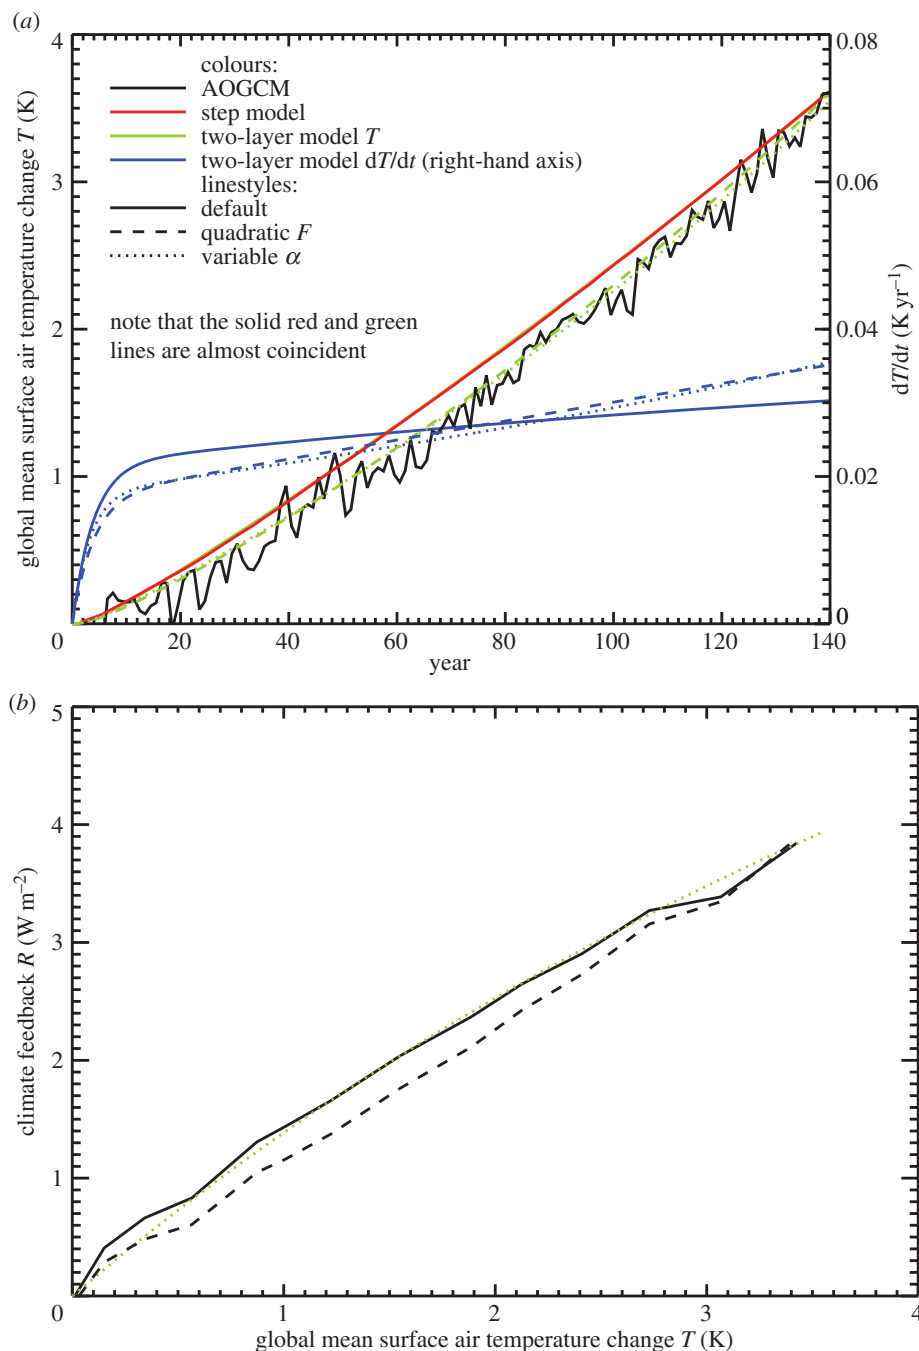 (a)
4
3
2
1
0
global mean surface air temperature change T (K)
colours:
AOGCM
step model
two-layer model T
two-layer model dT/dt (right-hand axis)
linestyles:
default
quadratic F
variable α
note that the solid red and green
lines are almost coincident
0.08
0.06
0.04
0.02
0
dT/dt (K yr−1)
0 20 40 60 80 100 120 140
year
(b)
5
4
3
2
1
climate feedback R (W m−2)
0 1 2 3 4
global mean surface air temperature change T (K)